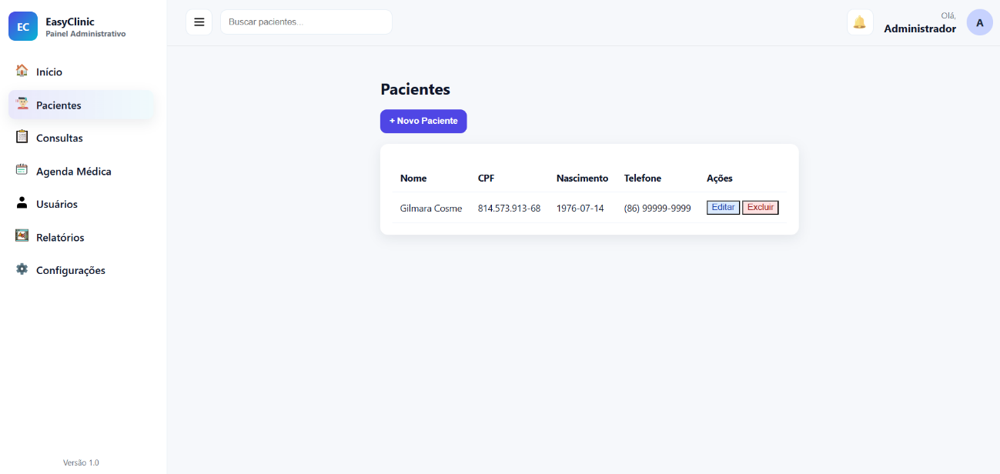 EC
EasyClinic
Painel Administrativo
Início
Pacientes
Consultas
Agenda Médica
Usuários
Relatórios
Configurações
Versão 1.0
Buscar pacientes...
Olá,
Administrador
A
Pacientes
+ Novo Paciente
Nome CPF Nascimento Telefone Ações
Gilmara Cosme 814.573.913-68 1976-07-14 (86) 99999-9999 Editar Excluir